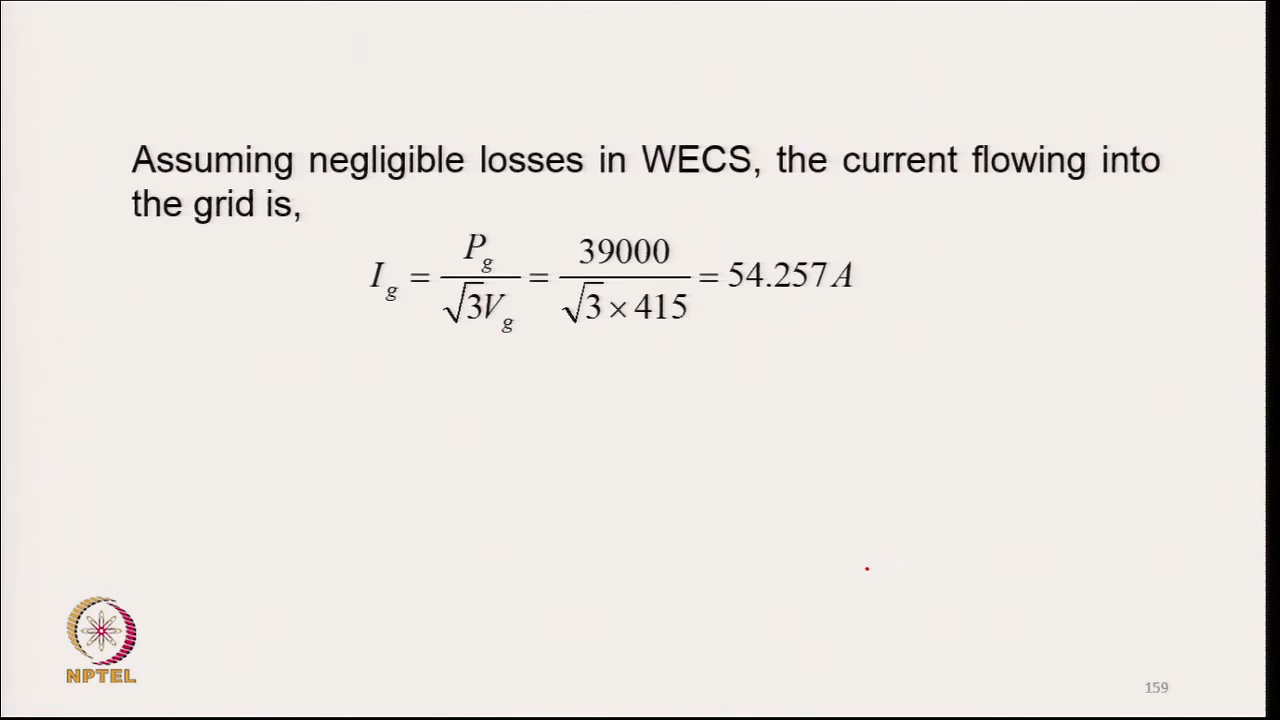 Assuming negligible losses in WECS, the current flowing into
the grid is,
I_g = P_g / √3V_g = 39000 / √3 × 415 = 54.257 A
NPTEL
159